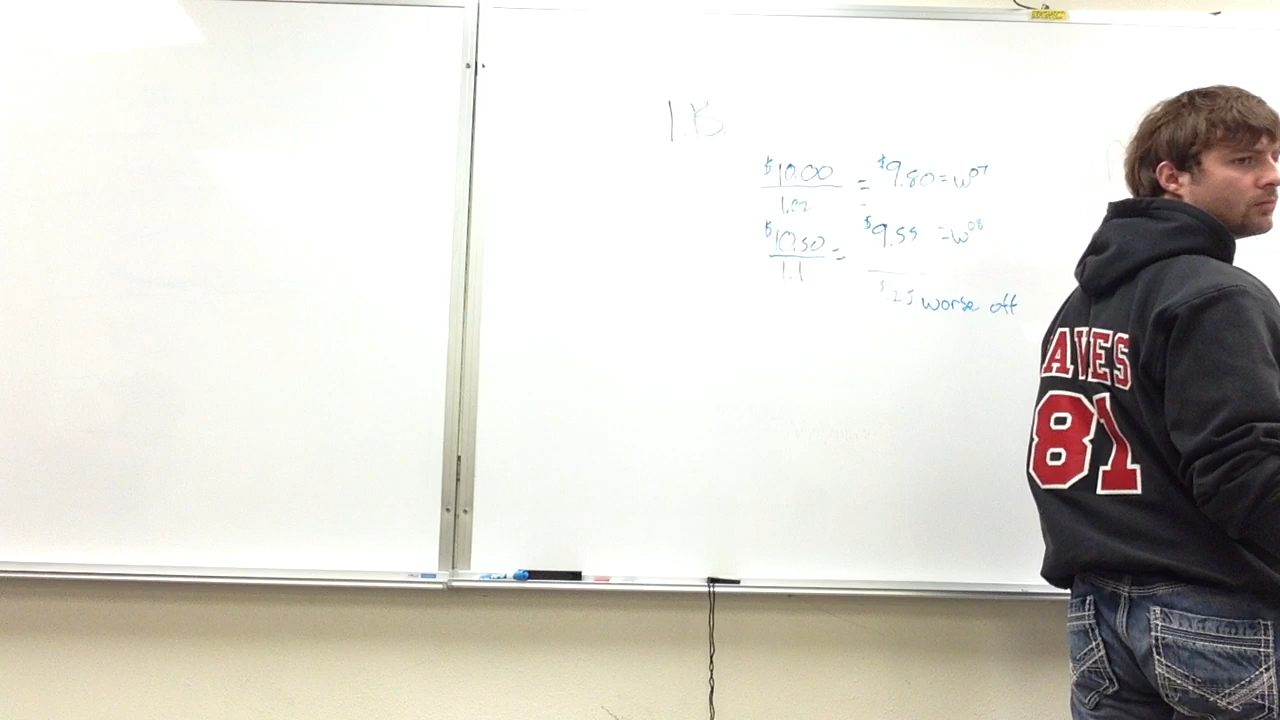 1.B
$10.00 / 1.02 = $9.80 = w07
$10.50 / 1.1 = $9.55 = w08
$.25 worse off
AVES
81